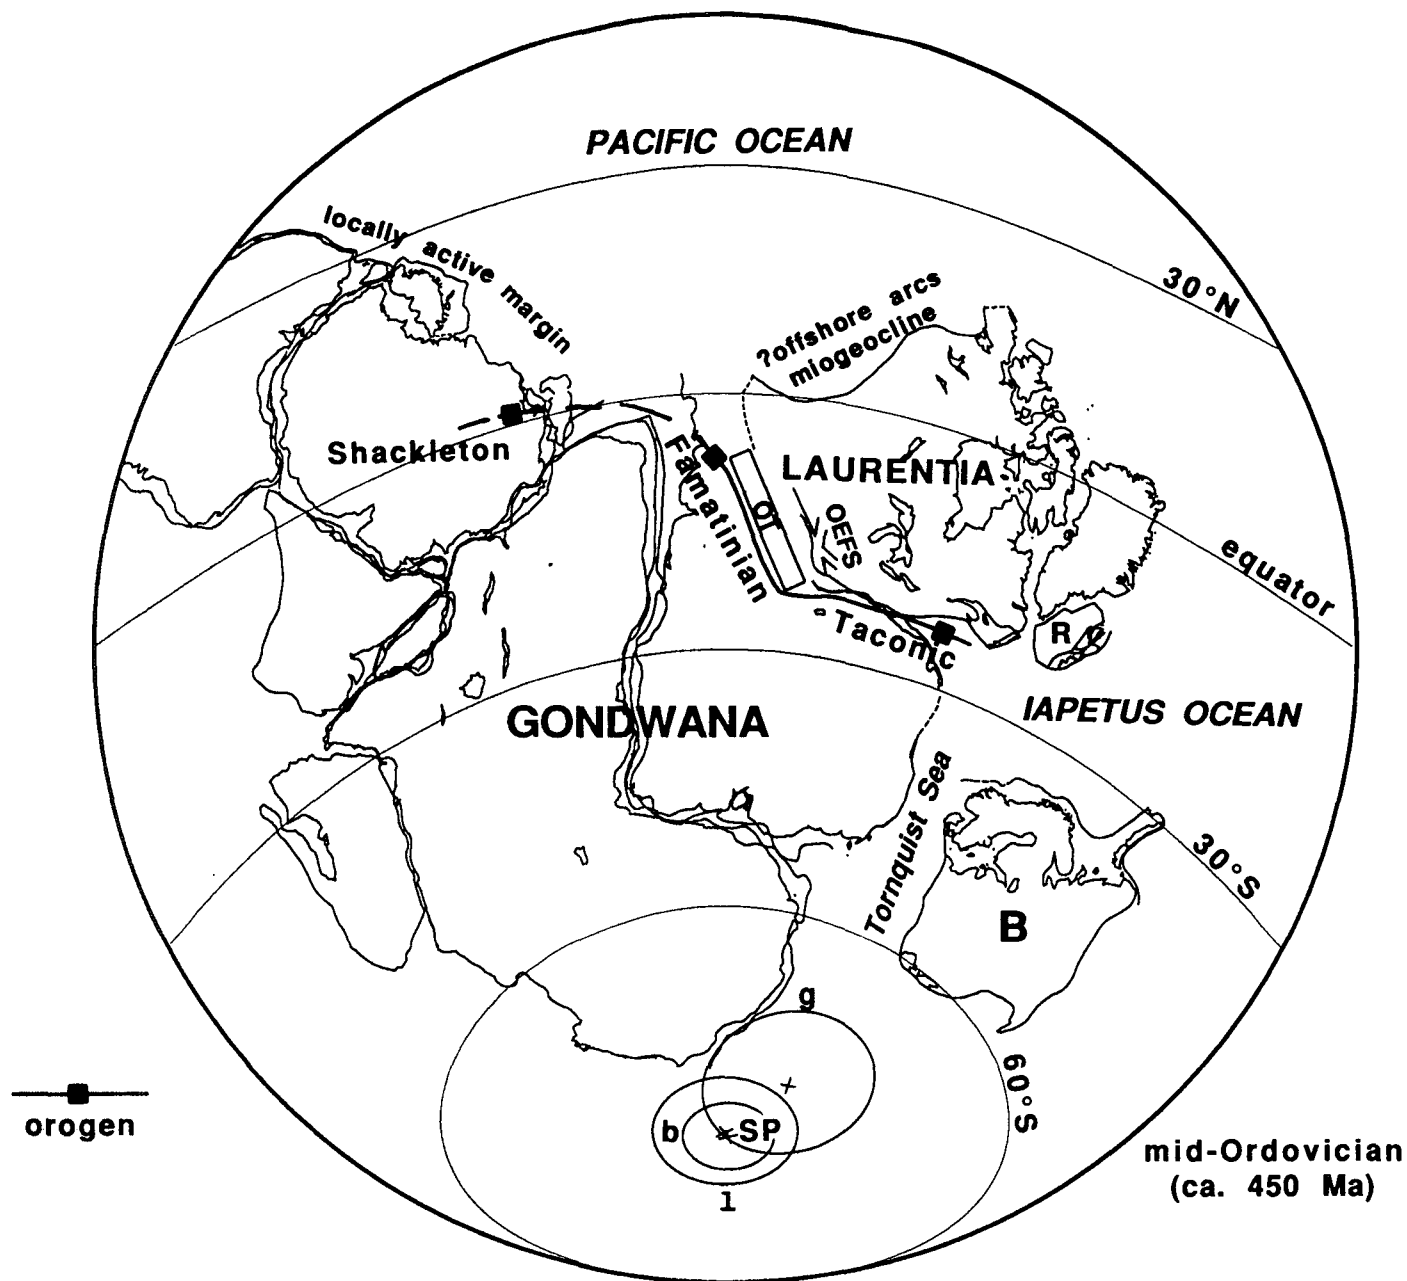 PACIFIC OCEAN
locally active margin
30°N
?offshore arcs
miogeocline
Shackleton
Famatinian
LAURENTIA
OT
OEFS
equator
Taconic
R
GONDWANA
IAPETUS OCEAN
Tornquist Sea
30°S
B
g
60°S
orogen
b
SP
l
mid-Ordovician
(ca. 450 Ma)